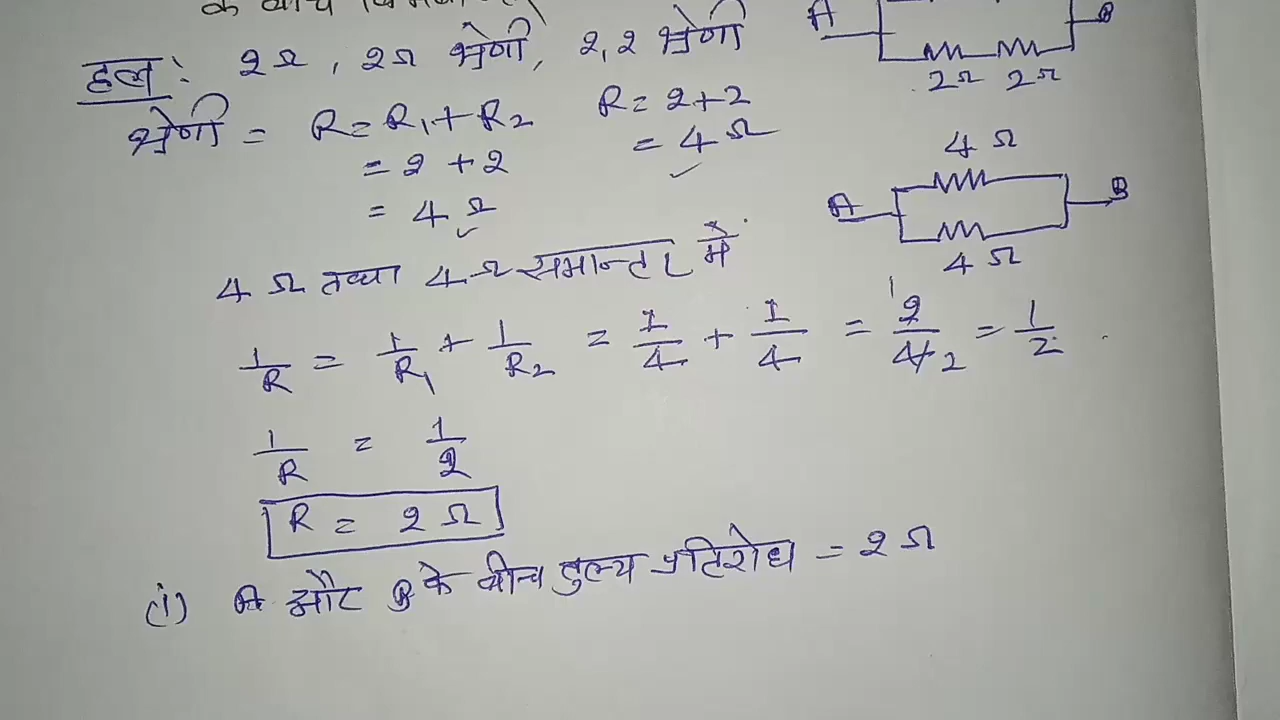 के बीच
हल: 2Ω, 2Ω श्रेणी, 2,2 श्रेणी
A B
2Ω 2Ω
श्रेणी = R = R₁ + R₂ R = 2+2
= 2 + 2 = 4Ω
= 4Ω
4Ω
A B
4Ω
4Ω तथा 4Ω समान्तर में
1/R = 1/R₁ + 1/R₂ = 1/4 + 1/4 = 2/4 = 1/2
1/R = 1/2
R = 2Ω
(i) A और B के बीच तुल्य प्रतिरोध = 2Ω